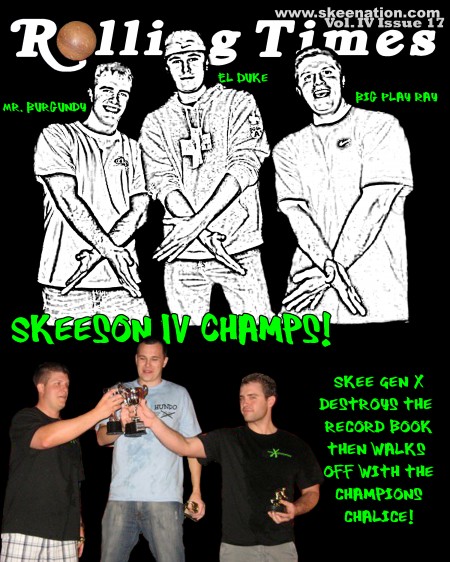 www.skeenation.com
Vol. IV Issue 17
Rolling Times
EL DUKE
MR. BURGUNDY
BIG PLAY RAY
SKEESON IV CHAMPS!
SKEE GEN X
DESTROYS THE
RECORD BOOK
THEN WALKS
OFF WITH THE
CHAMPIONS
CHALICE!
HUNDO